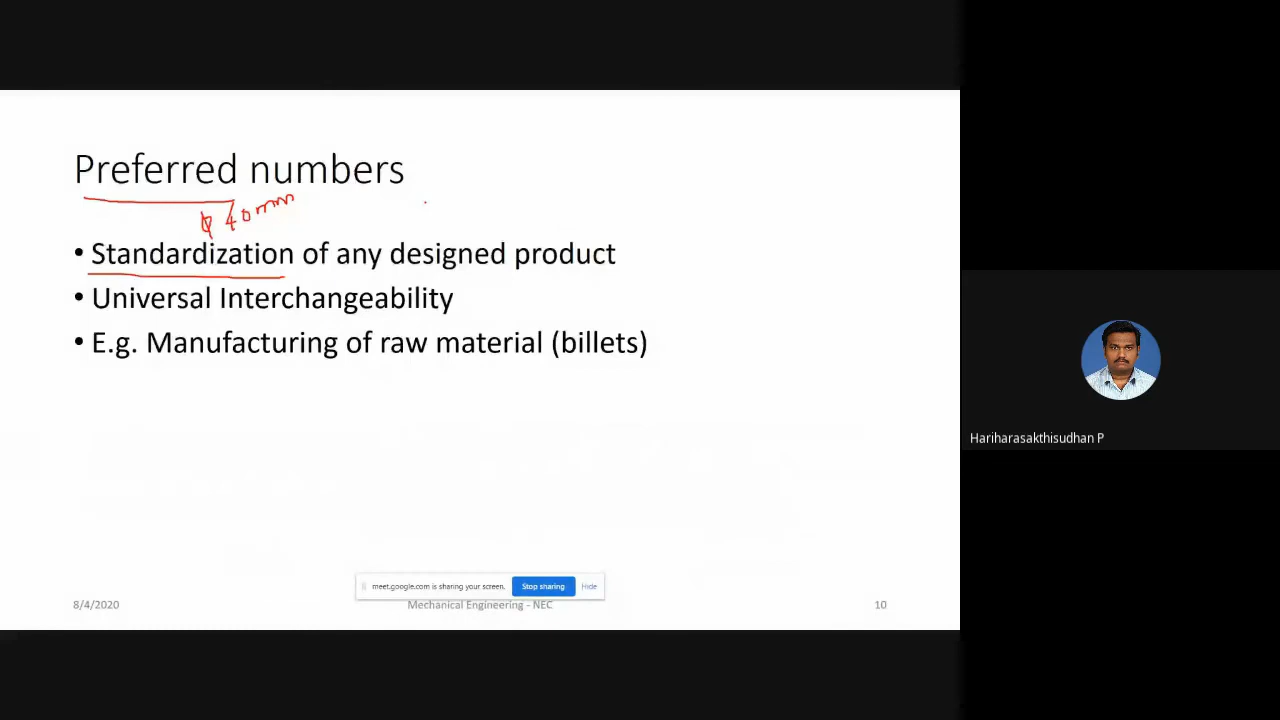 Preferred numbers
ϕ 40mm
• Standardization of any designed product
• Universal Interchangeability
• E.g. Manufacturing of raw material (billets)
Hariharasakthisudhan P
meet.google.com is sharing your screen. Stop sharing Hide
8/4/2020 Mechanical Engineering - NEC 10